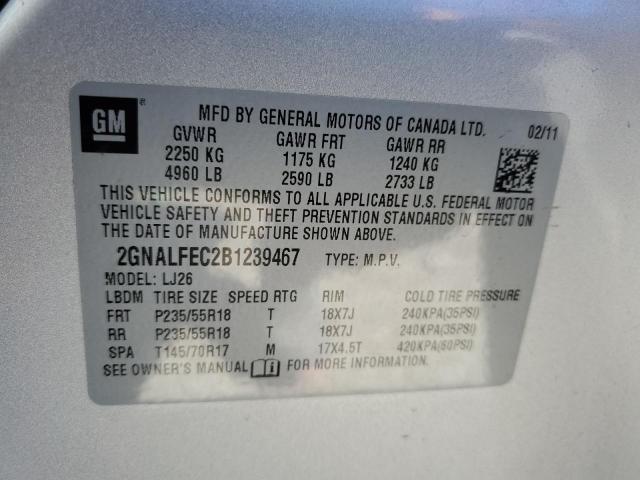 GM ® MFD BY GENERAL MOTORS OF CANADA LTD. 02/11
GVWR GAWR FRT GAWR RR
2250 KG 1175 KG 1240 KG
4960 LB 2590 LB 2733 LB
THIS VEHICLE CONFORMS TO ALL APPLICABLE U.S. FEDERAL MOTOR
VEHICLE SAFETY AND THEFT PREVENTION STANDARDS IN EFFECT ON
THE DATE OF MANUFACTURE SHOWN ABOVE.
2GNALFEC2B1239467 TYPE: M.P.V.
MODEL: LJ26
LBDM TIRE SIZE SPEED RTG RIM COLD TIRE PRESSURE
FRT P235/55R18 T 18X7J 240KPA(35PSI)
RR P235/55R18 T 18X7J 240KPA(35PSI)
SPA T145/70R17 M 17X4.5T 420KPA(60PSI)
SEE OWNER'S MANUAL FOR MORE INFORMATION.